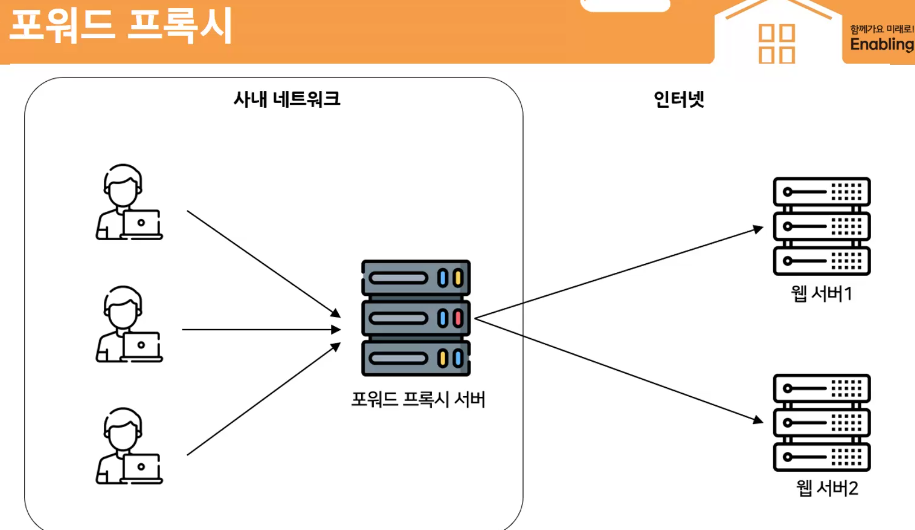 포워드 프록시
함께가요 미래로!
Enabling
사내 네트워크
인터넷
웹 서버1
포워드 프록시 서버
웹 서버2